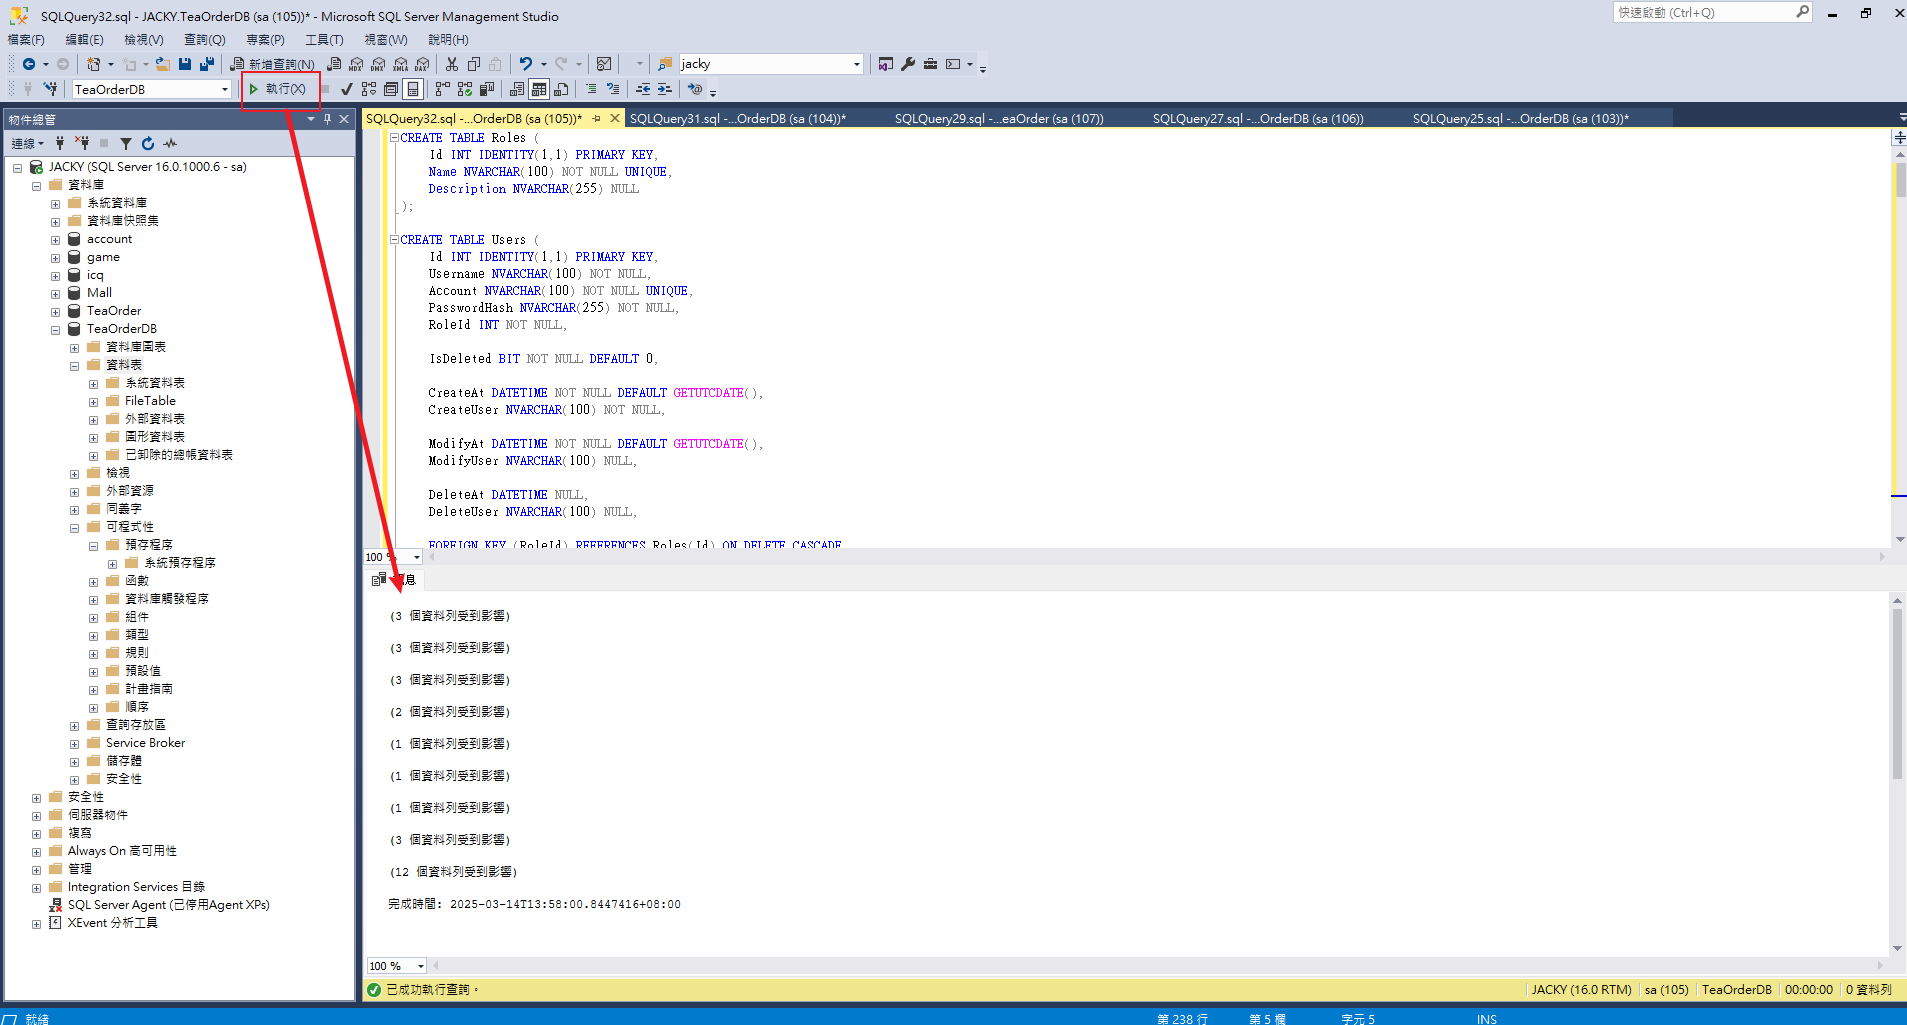 SQLQuery32.sql - JACKY.TeaOrderDB (sa (105))* - Microsoft SQL Server Management Studio
快速啟動 (Ctrl+Q)
檔案(F) 編輯(E) 檢視(V) 查詢(Q) 專案(P) 工具(T) 視窗(W) 說明(H)
新增查詢(N) MDX DMX XMLA DAX jacky
TeaOrderDB 執行(X)
物件總管
SQLQuery32.sql -...OrderDB (sa (105))* SQLQuery31.sql -...OrderDB (sa (104))* SQLQuery29.sql -...eaOrder (sa (107)) SQLQuery27.sql -...OrderDB (sa (106)) SQLQuery25.sql -...OrderDB (sa (103))*
連線
JACKY (SQL Server 16.0.1000.6 - sa)
資料庫
系統資料庫
資料庫快照集
account
game
icq
Mall
TeaOrder
TeaOrderDB
資料庫圖表
資料表
系統資料表
FileTable
外部資料表
圖形資料表
已卸除的總帳資料表
檢視
外部資源
同義字
可程式性
預存程序
系統預存程序
函數
資料庫觸發程序
組件
類型
規則
預設值
計畫指南
順序
查詢存放區
Service Broker
儲存體
安全性
安全性
伺服器物件
複寫
Always On 高可用性
管理
Integration Services 目錄
SQL Server Agent (已停用Agent XPs)
XEvent 分析工具
CREATE TABLE Roles (
Id INT IDENTITY(1,1) PRIMARY KEY,
Name NVARCHAR(100) NOT NULL UNIQUE,
Description NVARCHAR(255) NULL
);
CREATE TABLE Users (
Id INT IDENTITY(1,1) PRIMARY KEY,
Username NVARCHAR(100) NOT NULL,
Account NVARCHAR(100) NOT NULL UNIQUE,
PasswordHash NVARCHAR(255) NOT NULL,
RoleId INT NOT NULL,
IsDeleted BIT NOT NULL DEFAULT 0,
CreateAt DATETIME NOT NULL DEFAULT GETUTCDATE(),
CreateUser NVARCHAR(100) NOT NULL,
ModifyAt DATETIME NOT NULL DEFAULT GETUTCDATE(),
ModifyUser NVARCHAR(100) NULL,
DeleteAt DATETIME NULL,
DeleteUser NVARCHAR(100) NULL,
FOREIGN KEY (RoleId) REFERENCES Roles(Id) ON DELETE CASCADE
100 %
息
(3 個資料列受到影響)
(3 個資料列受到影響)
(3 個資料列受到影響)
(2 個資料列受到影響)
(1 個資料列受到影響)
(1 個資料列受到影響)
(1 個資料列受到影響)
(3 個資料列受到影響)
(12 個資料列受到影響)
完成時間: 2025-03-14T13:58:00.8447416+08:00
100 %
已成功執行查詢。 JACKY (16.0 RTM) sa (105) TeaOrderDB 00:00:00 0 資料列
就緒 第 238 行 第 5 欄 字元 5 INS